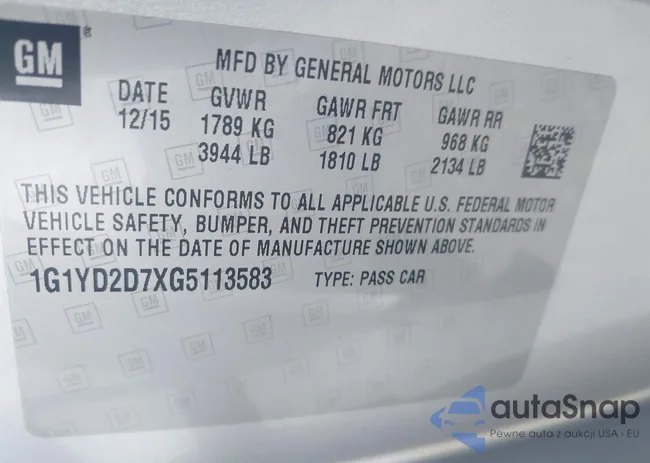 GM
MFD BY GENERAL MOTORS LLC
DATE GVWR GAWR FRT GAWR RR
12/15 1789 KG 821 KG 968 KG
3944 LB 1810 LB 2134 LB
THIS VEHICLE CONFORMS TO ALL APPLICABLE U.S. FEDERAL MOTOR
VEHICLE SAFETY, BUMPER, AND THEFT PREVENTION STANDARDS IN
EFFECT ON THE DATE OF MANUFACTURE SHOWN ABOVE.
1G1YD2D7XG5113583 TYPE: PASS CAR
autaSnap
Pewne auta z aukcji USA i EU